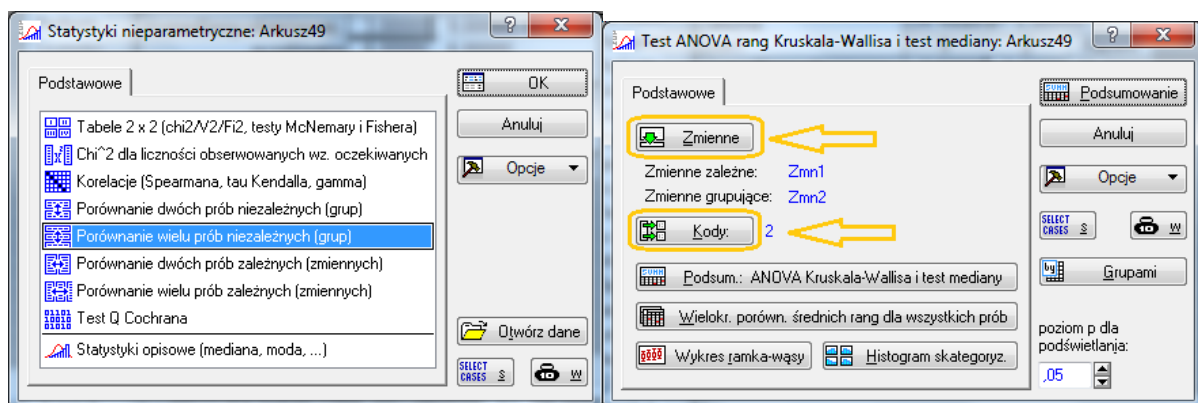 Statystyki nieparametryczne: Arkusz49
Podstawowe
Tabele 2 x 2 (chi2/V2/Fi2, testy McNemary i Fishera)
Chi^2 dla liczności obserwowanych wz. oczekiwanych
Korelacje (Spearmana, tau Kendalla, gamma)
Porównanie dwóch prób niezależnych (grup)
Porównanie wielu prób niezależnych (grup)
Porównanie dwóch prób zależnych (zmiennych)
Porównanie wielu prób zależnych (zmiennych)
Test Q Cochrana
Statystyki opisowe (mediana, moda, ...)
OK
Anuluj
Opcje
Otwórz dane
SELECT
CASES S
W
Test ANOVA rang Kruskala-Wallisa i test mediany: Arkusz49
Podstawowe
Zmienne
Zmienne zależne: Zmn1
Zmienne grupujące: Zmn2
Kody: 2
Podsum.: ANOVA Kruskala-Wallisa i test mediany
Wielokr. porówn. średnich rang dla wszystkich prób
Wykres ramka-wąsy
Histogram skategoryz.
Podsumowanie
Anuluj
Opcje
SELECT
CASES S
W
by
Grupami
poziom p dla
podświetlania:
,05